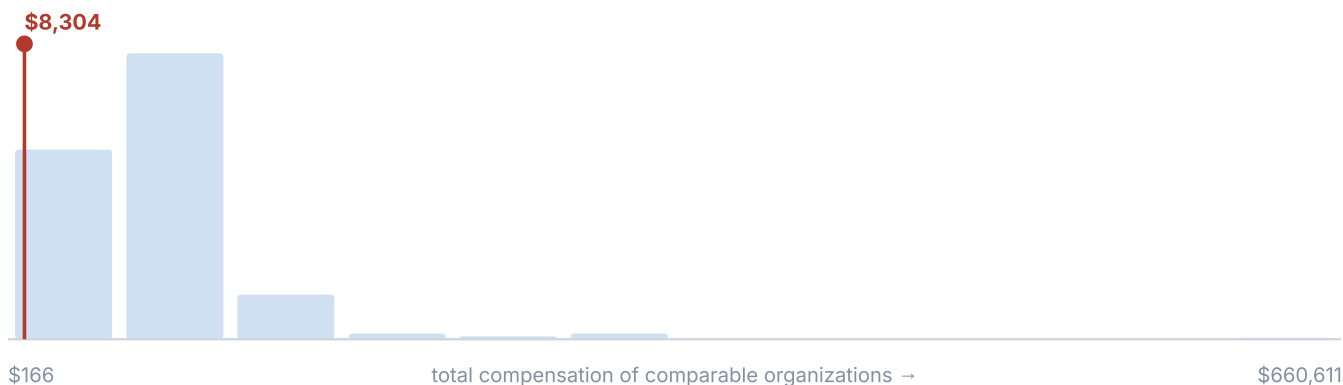 $8,304
$166 total compensation of comparable organizations → $660,611